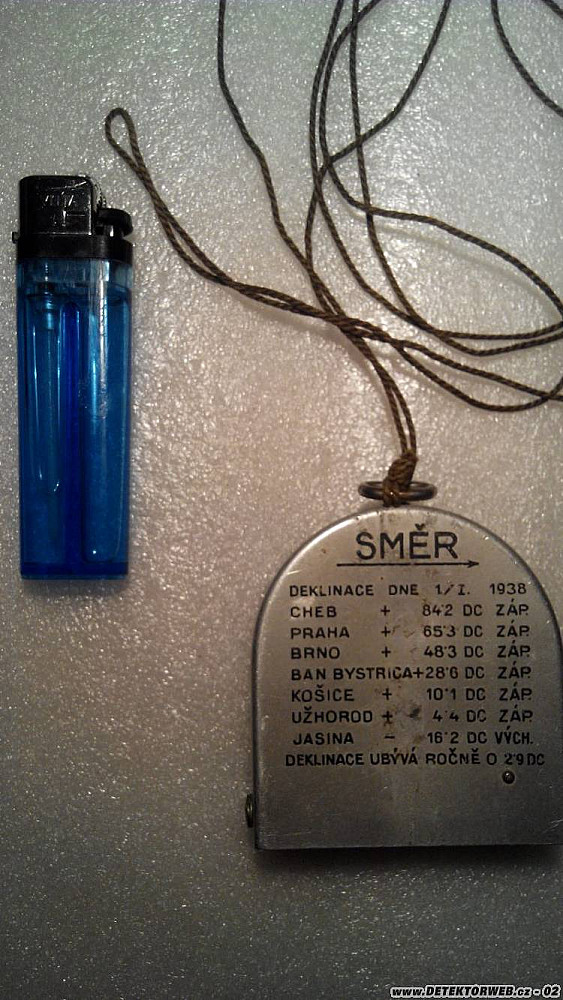 SMĚR
DEKLINACE DNE 1./I. 1938
CHEB + 84'2 DC ZÁP.
PRAHA + 65'3 DC ZÁP.
BRNO + 48'3 DC ZÁP.
BAN BYSTRICA+28'6 DC ZÁP.
KOŠICE + 10'1 DC ZÁP.
UŽHOROD + 4'4 DC ZÁP.
JASINA - 16'2 DC VÝCH.
DEKLINACE UBÝVÁ ROČNĚ O 2'9 DC
www.DETEKTORWEB.cz - 02